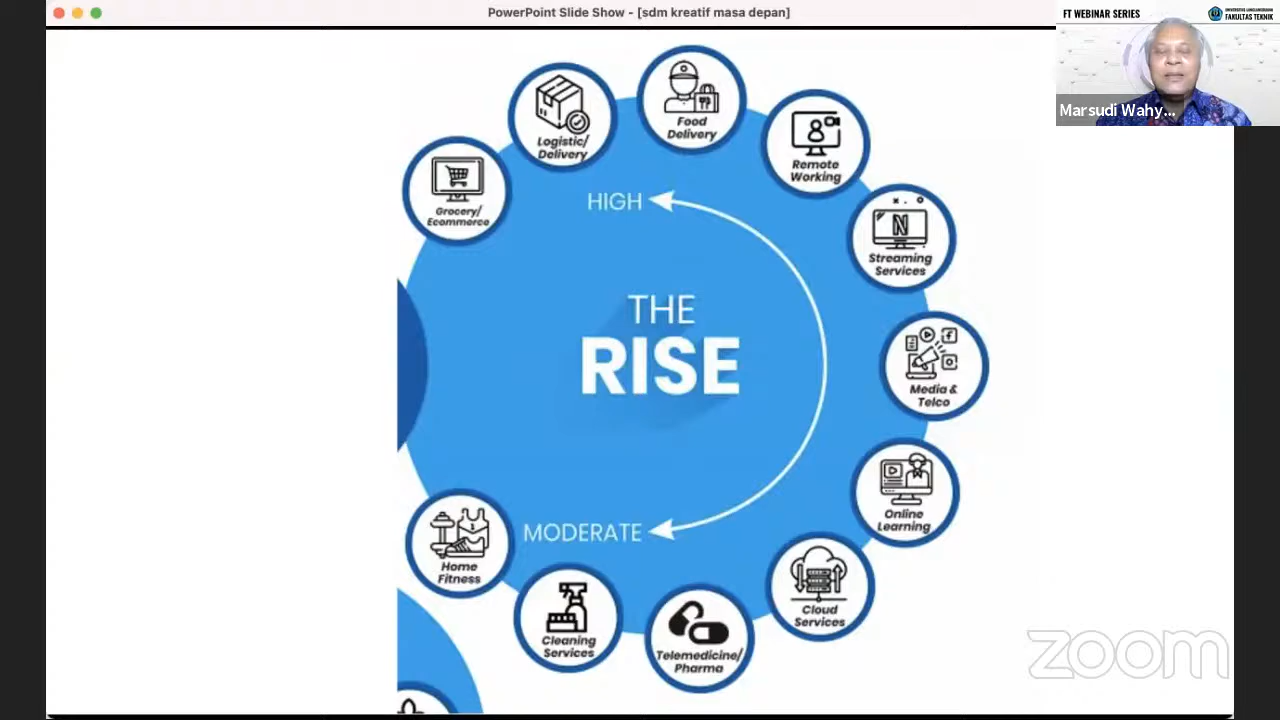 PowerPoint Slide Show - [sdm kreatif masa depan]
FT WEBINAR SERIES
UNIVERSITAS LANGLANGBUANA
FAKULTAS TEKNIK
Marsudi Wahy...
Food
Delivery
Logistic/
Delivery
Remote
Working
Grocery/
Ecommerce
HIGH
N
Streaming
Services
THE
RISE
Media &
Telco
Online
Learning
MODERATE
Home
Fitness
Cloud
Services
Cleaning
Services
Telemedicine/
Pharma
zoom